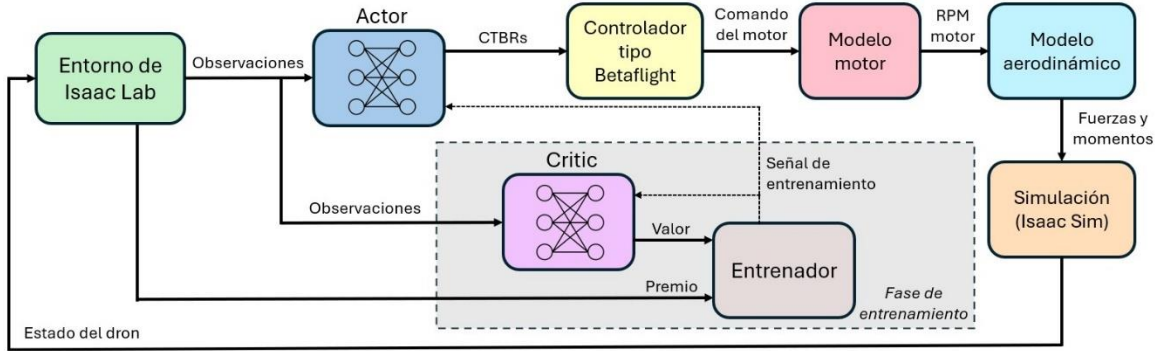 Actor
Entorno de
Isaac Lab
Observaciones
CTBRs
Controlador
tipo
Betaflight
Comando
del motor
Modelo
motor
RPM
motor
Modelo
aerodinámico
Fuerzas y
momentos
Critic
Señal de
entrenamiento
Observaciones
Simulación
(Isaac Sim)
Valor
Entrenador
Premio
Fase de
entrenamiento
Estado del dron